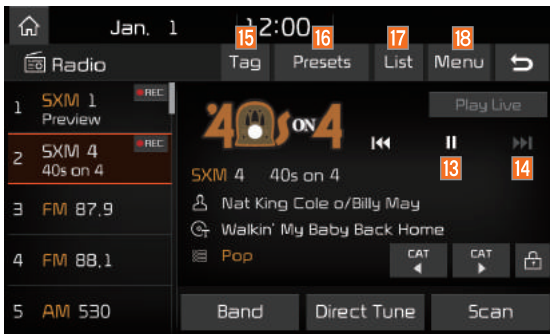 Jan. 1 12:00
15 16 17 18
Radio Tag Presets List Menu
1 SXM 1 REC
Preview
2 SXM 4 REC
40s on 4
3 FM 87.9
4 FM 88.1
5 AM 530
'40s ON 4
Play Live
13 14
SXM 4 40s on 4
Nat King Cole o/Billy May
Walkin' My Baby Back Home
Pop CAT CAT
Band Direct Tune Scan